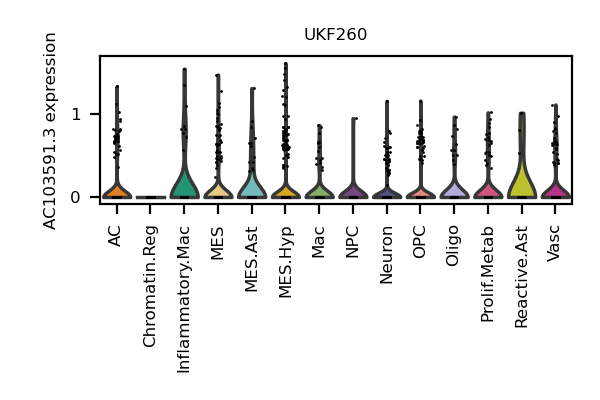 UKF260
AC103591.3 expression
1
0
AC
Chromatin.Reg
Inflammatory.Mac
MES
MES.Ast
MES.Hyp
Mac
NPC
Neuron
OPC
Oligo
Prolif.Metab
Reactive.Ast
Vasc